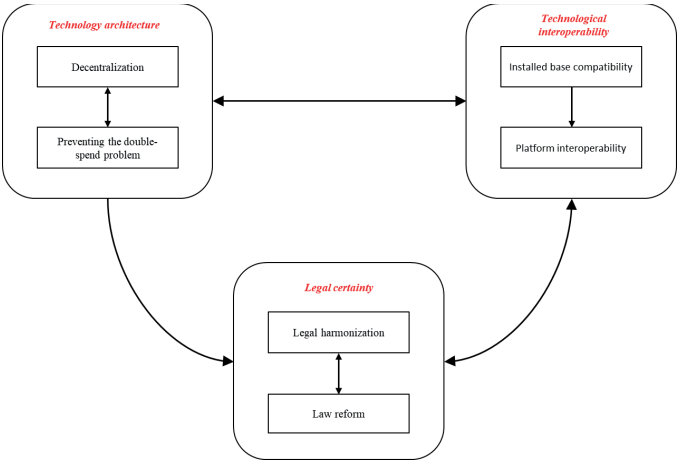 Technology architecture
Decentralization
Preventing the double-
spend problem
Technological
interoperability
Installed base compatibility
Platform interoperability
Legal certainty
Legal harmonization
Law reform